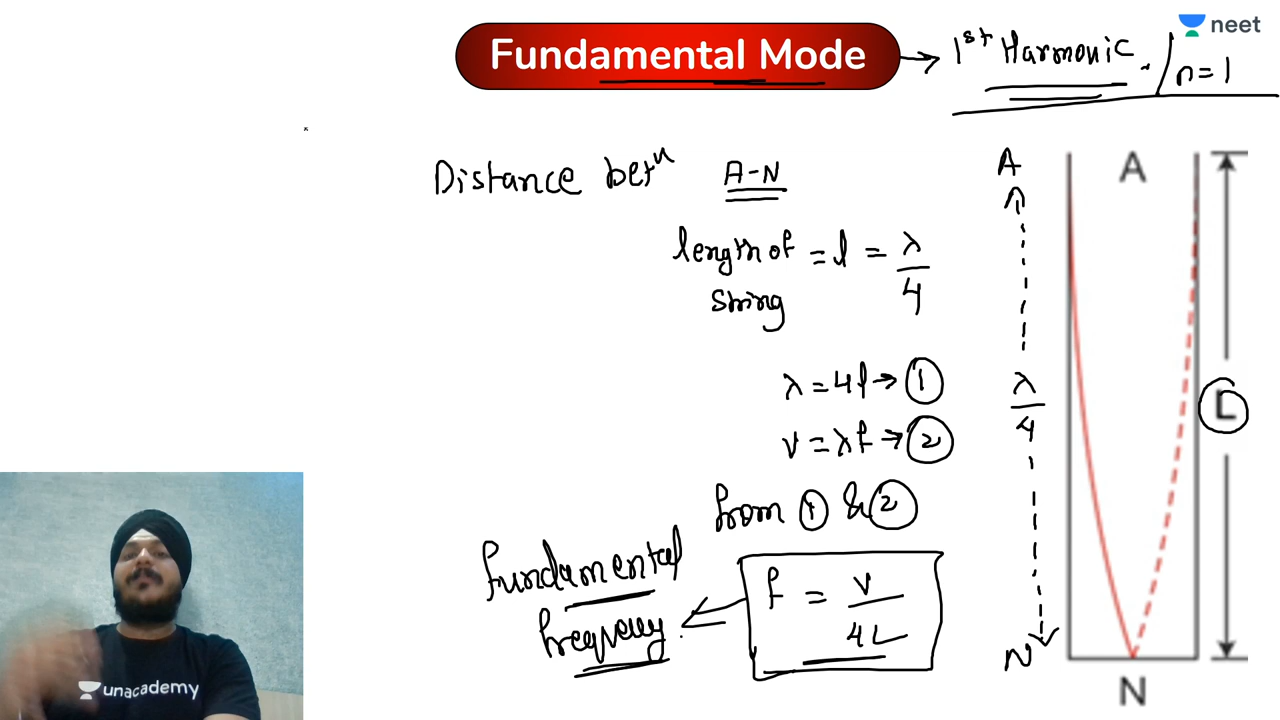 neet
Fundamental Mode → 1st Harmonic. / n=1
Distance betⁿ A-N
length of string = l = λ/4
λ = 4l → ①
v = λf → ②
from ① & ②
fundamental frequency ← f = v/4L
A
λ/4
N
A
L
N
unacademy